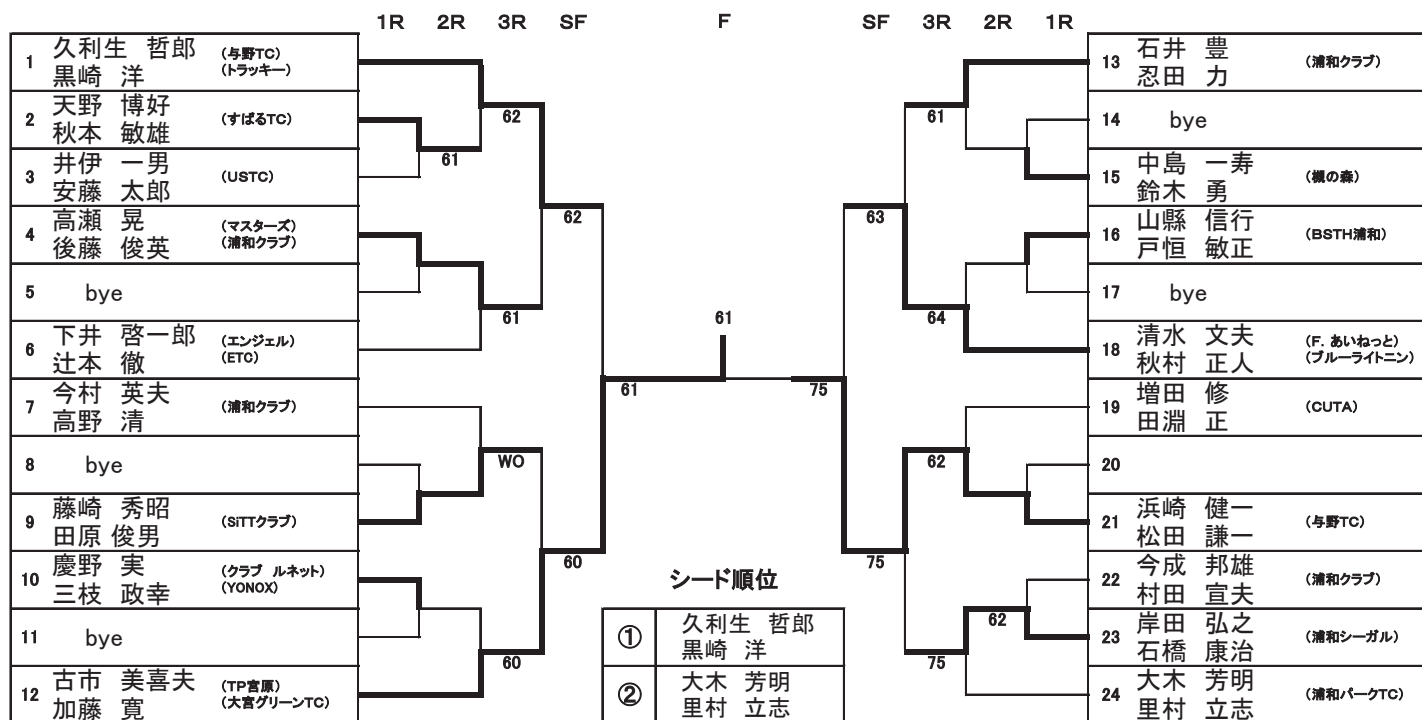 1R 2R 3R SF F SF 3R 2R 1R
1 久利生 哲郎 (与野TC)
黒崎 洋 (トラッキー)
2 天野 博好
秋本 敏雄 (すばるTC)
3 井伊 一男
安藤 太郎 (USTC)
4 高瀬 晃 (マスターズ)
後藤 俊英 (浦和クラブ)
5 bye
6 下井 啓一郎 (エンジェル)
辻本 徹 (ETC)
7 今村 英夫
高野 清 (浦和クラブ)
8 bye
9 藤崎 秀昭
田原 俊男 (SiTTクラブ)
10 慶野 実 (クラブ ルネット)
三枝 政幸 (YONOX)
11 bye
12 古市 美喜夫 (TP宮原)
加藤 寛 (大宮グリーンTC)
61
62
61
WO
60
62
60
61
61
75
63
75
61
64
62
75
62
シード順位
① 久利生 哲郎
黒崎 洋
② 大木 芳明
里村 立志
13 石井 豊
忍田 力 (浦和クラブ)
14 bye
15 中島 一寿
鈴木 勇 (槻の森)
16 山縣 信行
戸恒 敏正 (BSTH浦和)
17 bye
18 清水 文夫 (F. あいねっと)
秋村 正人 (ブルーライトニン)
19 増田 修
田淵 正 (CUTA)
20
21 浜崎 健一
松田 謙一 (与野TC)
22 今成 邦雄
村田 宣夫 (浦和クラブ)
23 岸田 弘之
石橋 康治 (浦和シーガル)
24 大木 芳明
里村 立志 (浦和パークTC)